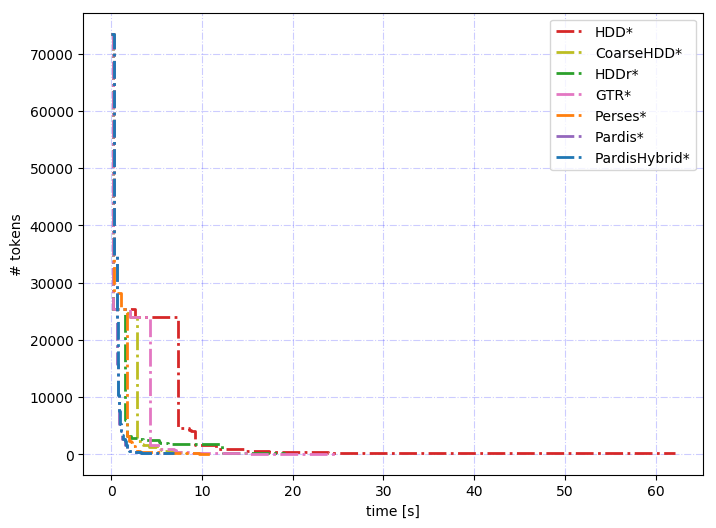 HDD*
CoarseHDD*
HDDr*
GTR*
Perses*
Pardis*
PardisHybrid*
# tokens
70000
60000
50000
40000
30000
20000
10000
0
0 10 20 30 40 50 60
time [s]